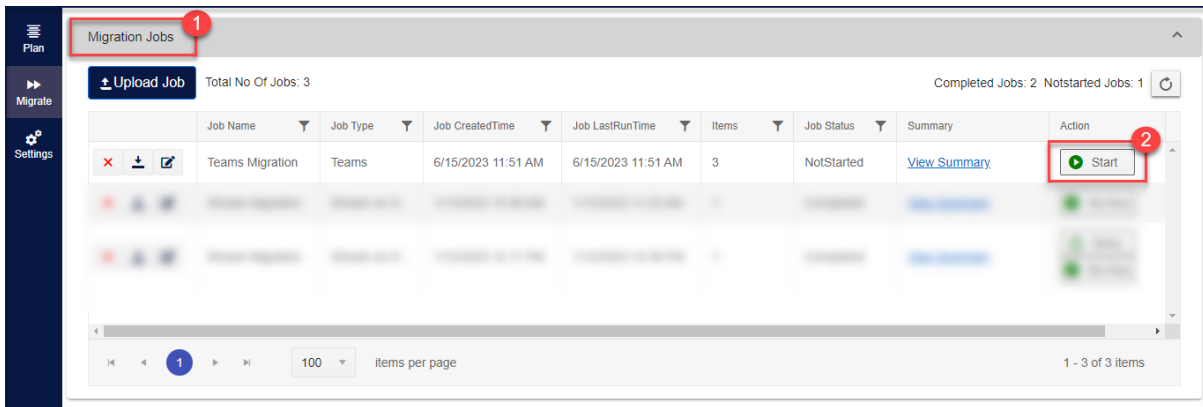 Plan
Migrate
Settings
Migration Jobs
1
Upload Job Total No Of Jobs: 3 Completed Jobs: 2 Notstarted Jobs: 1
Job Name Job Type Job CreatedTime Job LastRunTime Items Job Status Summary Action
2
Teams Migration Teams 6/15/2023 11:51 AM 6/15/2023 11:51 AM 3 NotStarted View Summary Start
1 100 items per page 1 - 3 of 3 items